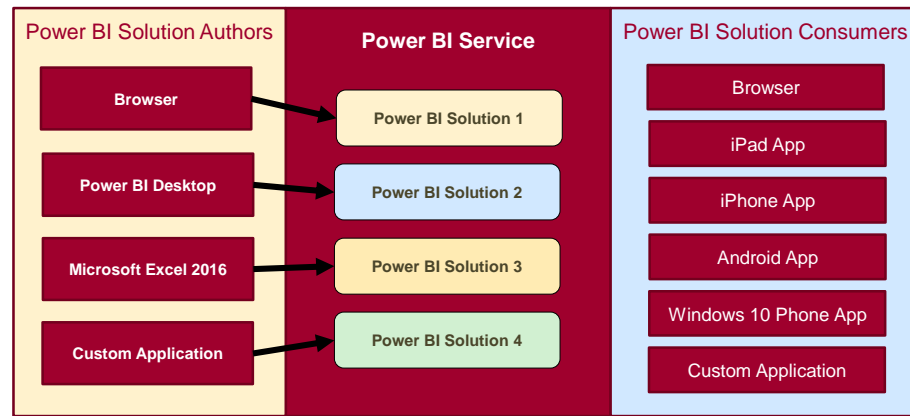 Power BI Solution Authors
Browser
Power BI Desktop
Microsoft Excel 2016
Custom Application
Power BI Service
Power BI Solution 1
Power BI Solution 2
Power BI Solution 3
Power BI Solution 4
Power BI Solution Consumers
Browser
iPad App
iPhone App
Android App
Windows 10 Phone App
Custom Application